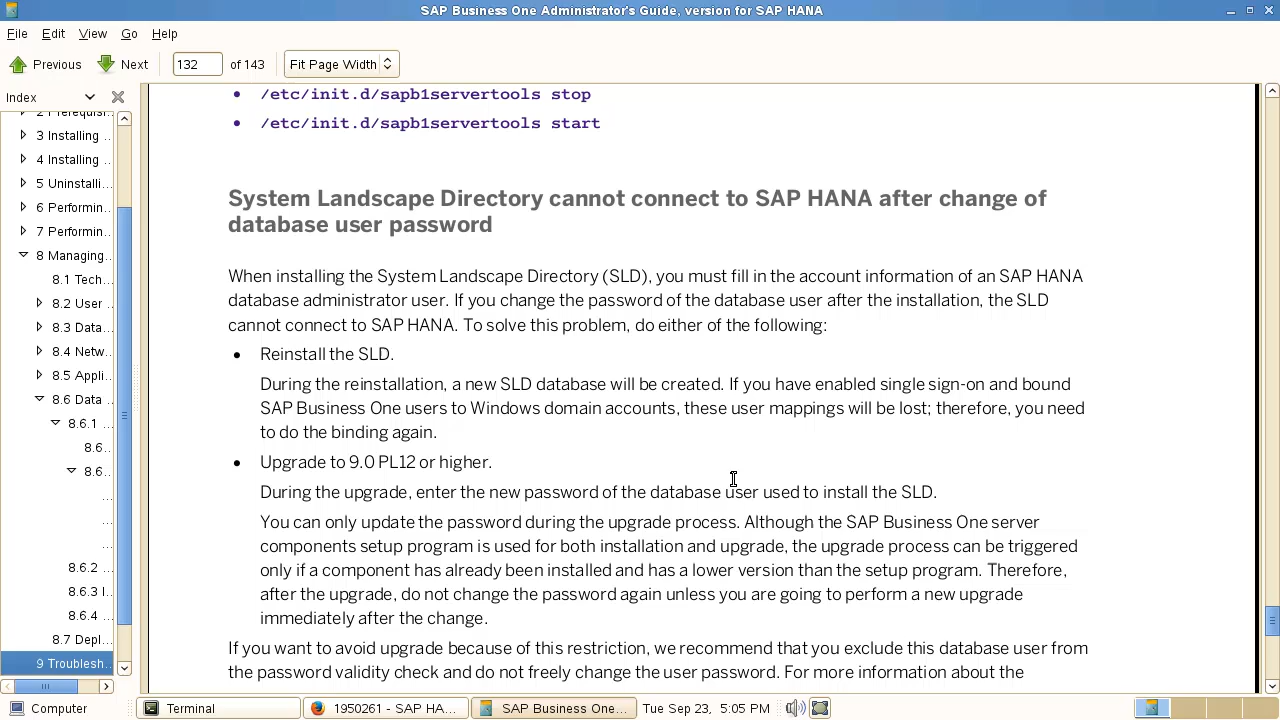 SAP Business One Administrator's Guide, version for SAP HANA
File Edit View Go Help
Previous Next 132 of 143 Fit Page Width
Index
3 Installing ..
4 Installing ..
5 Uninstalli..
6 Performin..
7 Performin..
8 Managing..
8.1 Tech..
8.2 User ..
8.3 Data..
8.4 Netw..
8.5 Appli..
8.6 Data ..
8.6.1 ..
8.6..
8.6..
...
...
...
8.6.2 ...
8.6.3 I...
8.6.4 ...
8.7 Depl..
9 Troublesh..
/etc/init.d/sapb1servertools stop
• /etc/init.d/sapb1servertools start
System Landscape Directory cannot connect to SAP HANA after change of
database user password
When installing the System Landscape Directory (SLD), you must fill in the account information of an SAP HANA
database administrator user. If you change the password of the database user after the installation, the SLD
cannot connect to SAP HANA. To solve this problem, do either of the following:
• Reinstall the SLD.
During the reinstallation, a new SLD database will be created. If you have enabled single sign-on and bound
SAP Business One users to Windows domain accounts, these user mappings will be lost; therefore, you need
to do the binding again.
• Upgrade to 9.0 PL12 or higher.
During the upgrade, enter the new password of the database user used to install the SLD.
You can only update the password during the upgrade process. Although the SAP Business One server
components setup program is used for both installation and upgrade, the upgrade process can be triggered
only if a component has already been installed and has a lower version than the setup program. Therefore,
after the upgrade, do not change the password again unless you are going to perform a new upgrade
immediately after the change.
If you want to avoid upgrade because of this restriction, we recommend that you exclude this database user from
the password validity check and do not freely change the user password. For more information about the
Computer Terminal 1950261 - SAP HA... SAP Business One... Tue Sep 23, 5:05 PM